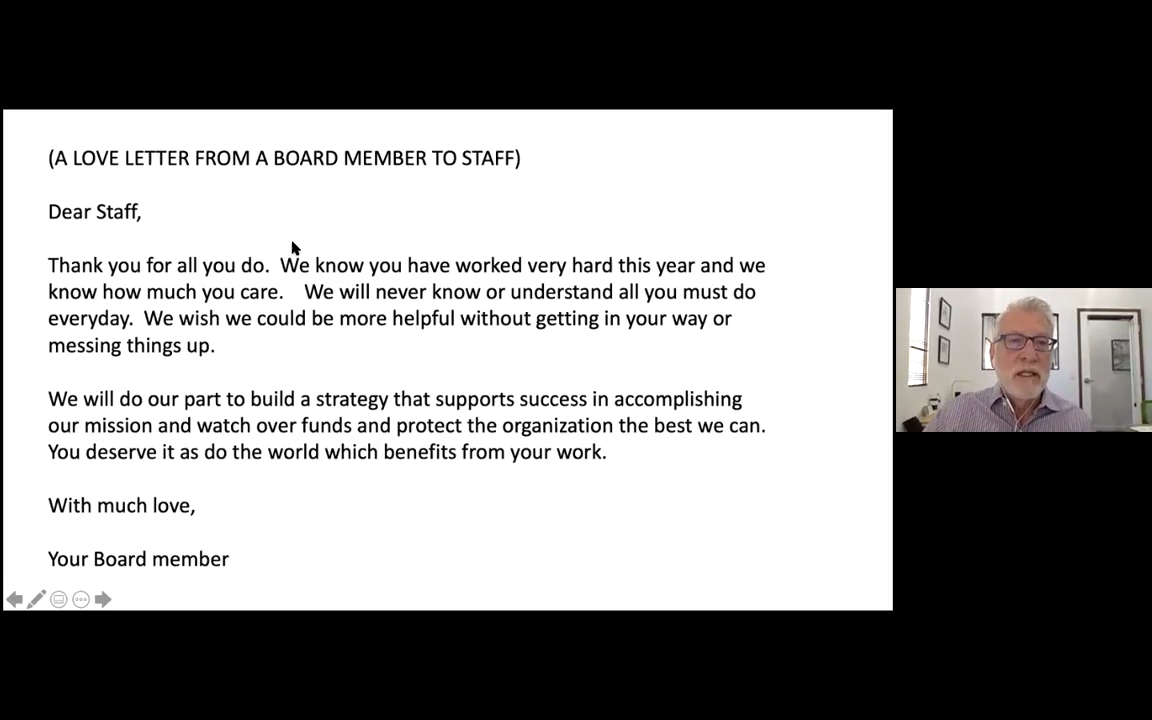 (A LOVE LETTER FROM A BOARD MEMBER TO STAFF)
Dear Staff,
Thank you for all you do.  We know you have worked very hard this year and we
know how much you care.    We will never know or understand all you must do
everyday.  We wish we could be more helpful without getting in your way or
messing things up.
We will do our part to build a strategy that supports success in accomplishing
our mission and watch over funds and protect the organization the best we can.
You deserve it as do the world which benefits from your work.
With much love,
Your Board member